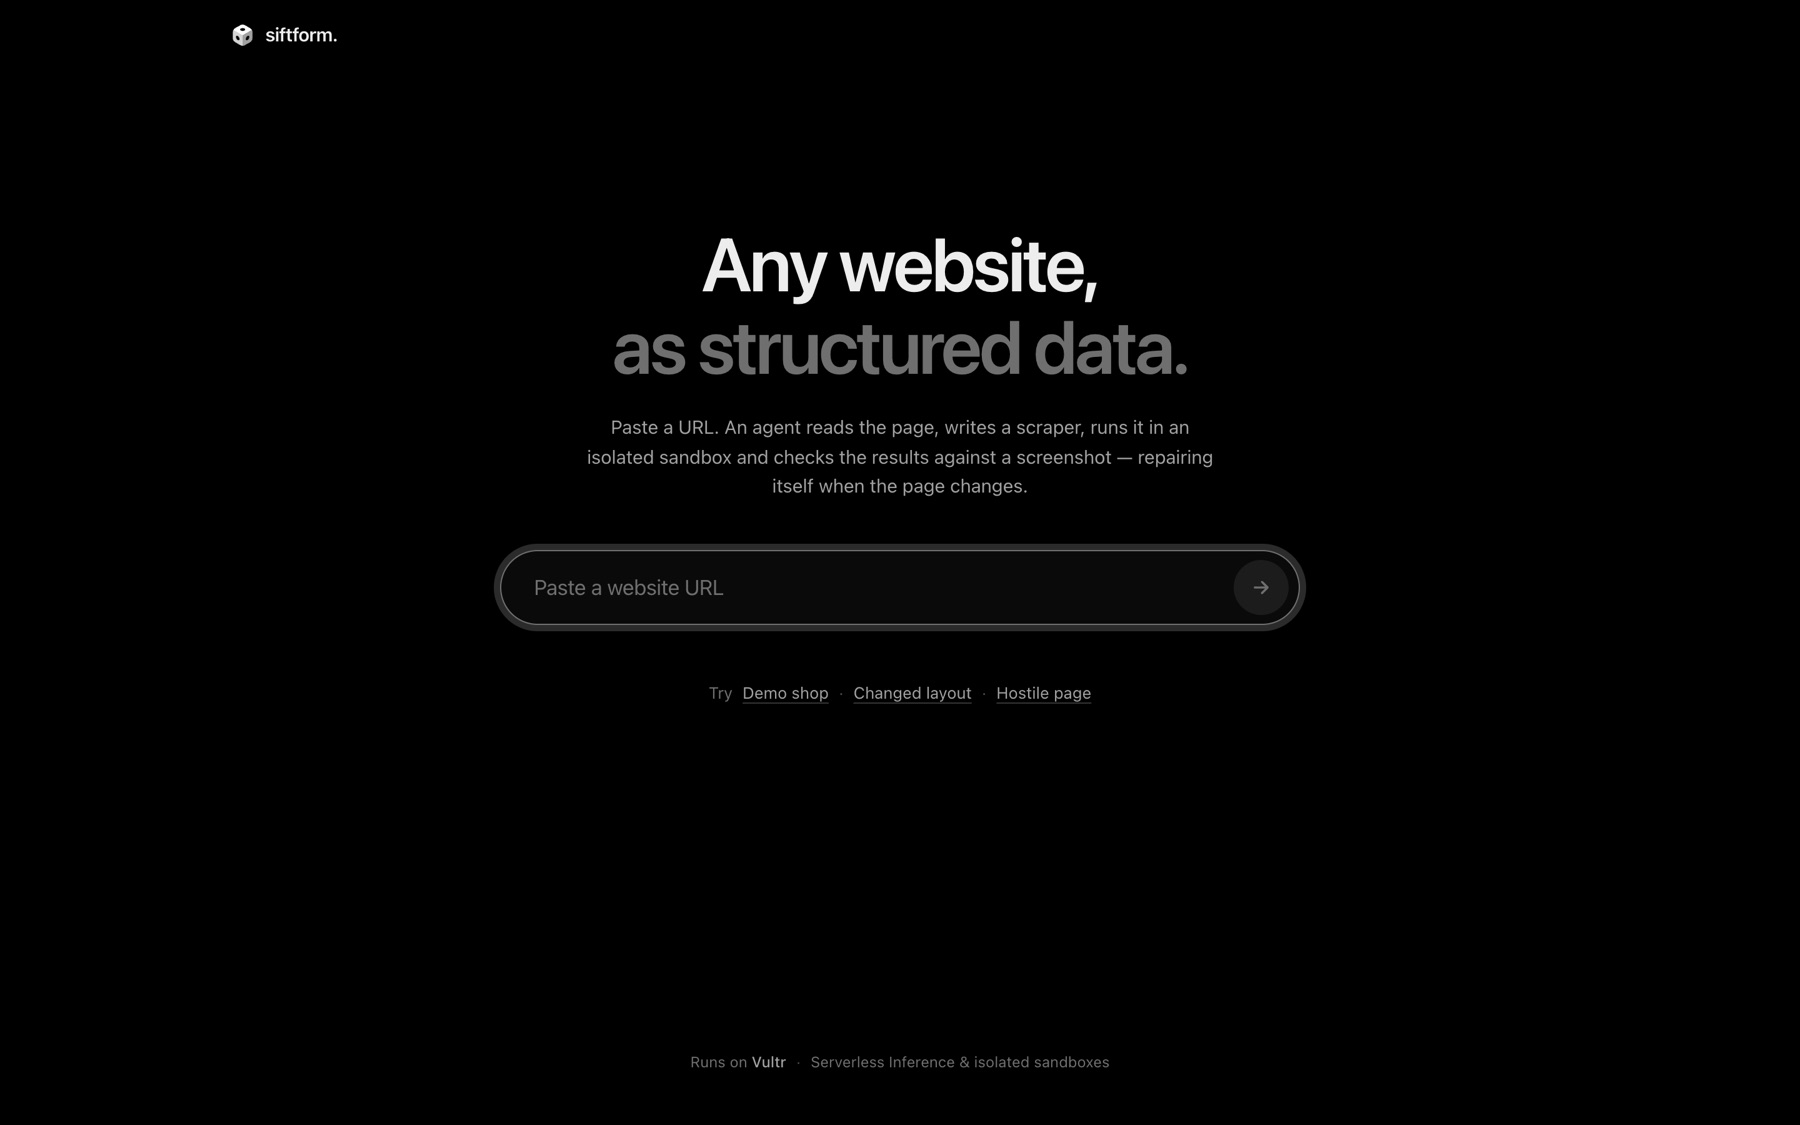 siftform.
Any website,
as structured data.
Paste a URL. An agent reads the page, writes a scraper, runs it in an
isolated sandbox and checks the results against a screenshot — repairing
itself when the page changes.
Paste a website URL
Try Demo shop · Changed layout · Hostile page
Runs on Vultr · Serverless Inference & isolated sandboxes